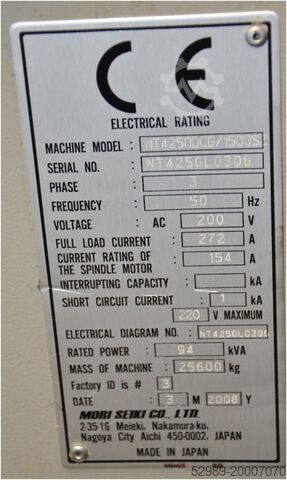 CE
ELECTRICAL RATING
MACHINE MODEL : NT4250DCG/1500S
SERIAL NO. : NT425GL0306
PHASE : 3
FREQUENCY : 50 Hz
VOLTAGE : AC 200 V
FULL LOAD CURRENT : 272 A
CURRENT RATING OF THE SPINDLE MOTOR : 154 A
INTERRUPTING CAPACITY : kA
SHORT CIRCUIT CURRENT : 1 kA
220 V MAXIMUM
ELECTRICAL DIAGRAM NO. : NT425GL0306
RATED POWER : 94 kVA
MASS OF MACHINE : 25600 kg
Factory ID is # 3
DATE : 3 M 2008 Y
MORI SEIKI CO., LTD.
2-35-16 Meieki, Nakamura-ku,
Nagoya City Aichi 450-0002, JAPAN
MADE IN JAPAN
52989-20007070